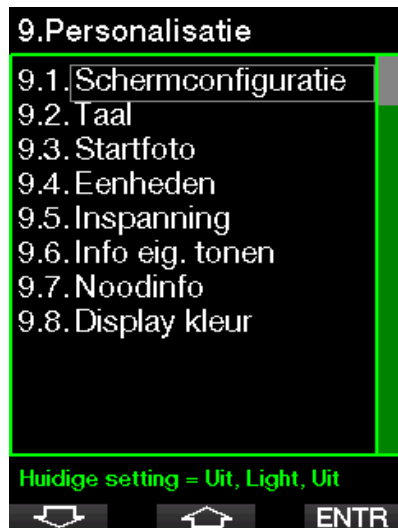 9.Personalisatie
9.1. Schermconfiguratie
9.2. Taal
9.3. Startfoto
9.4. Eenheden
9.5. Inspanning
9.6. Info eig. tonen
9.7. Noodinfo
9.8. Display kleur
Huidige setting = Uit, Light, Uit
ENTR